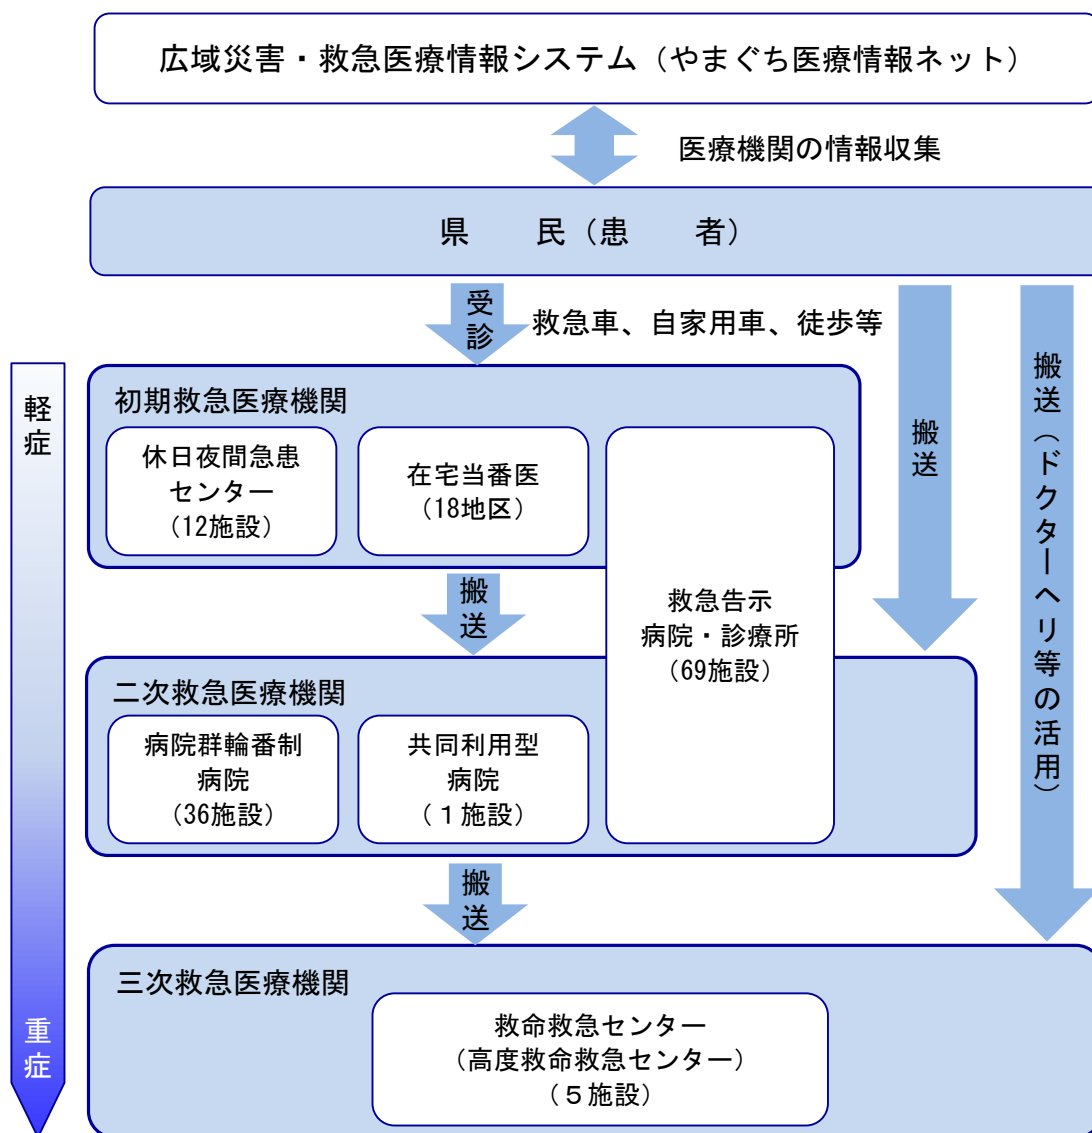 広域災害・救急医療情報システム（やまぐち医療情報ネット）
医療機関の情報収集
県　　民（患　　者）
受診
救急車、自家用車、徒歩等
搬送
搬送（ドクターヘリ等の活用）
軽症
初期救急医療機関
休日夜間急患
センター
（12施設）
在宅当番医
（18地区）
救急告示
病院・診療所
（69施設）
搬送
二次救急医療機関
病院群輪番制
病院
（36施設）
共同利用型
病院
（１施設）
搬送
三次救急医療機関
救命救急センター
（高度救命救急センター）
（５施設）
重症